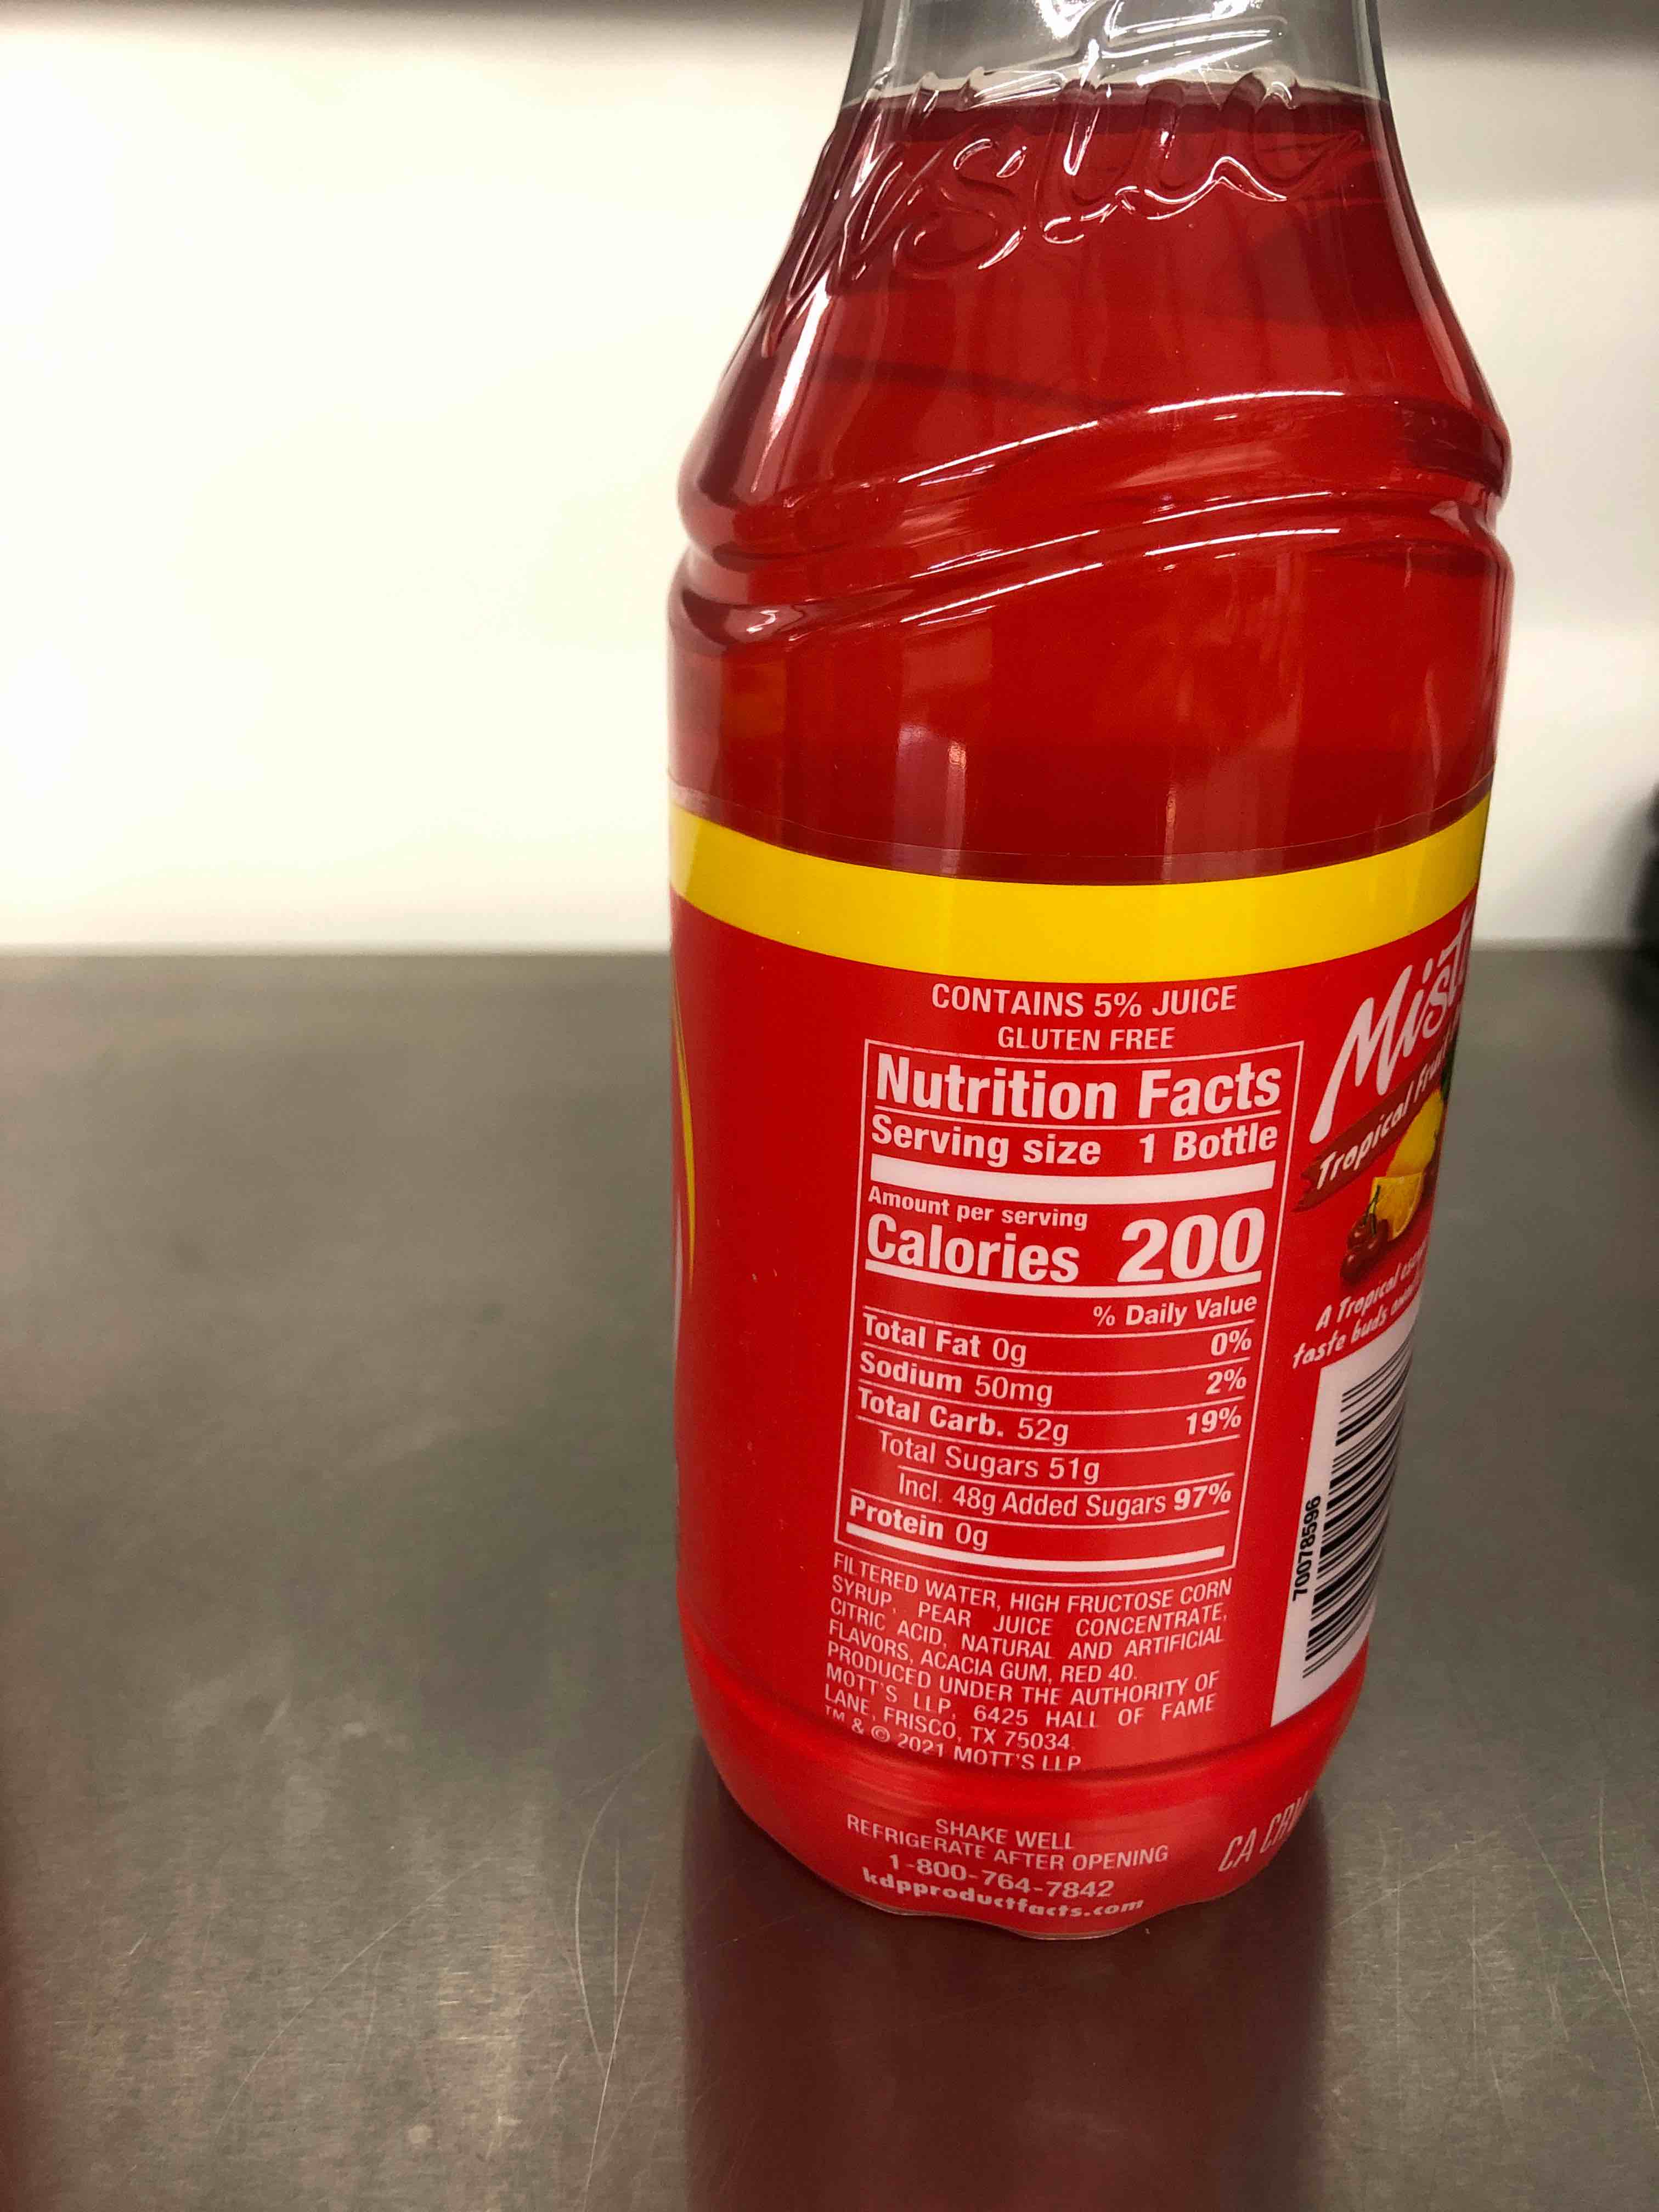 CONTAINS 5% JUICE
GLUTEN FREE
Nutrition Facts
Serving size 1 Bottle
Amount per serving
Calories 200
% Daily Value
Total Fat 0g 0%
Sodium 50mg 2%
Total Carb. 52g 19%
Total Sugars 51g
Incl. 48g Added Sugars 97%
Protein 0g
FILTERED WATER, HIGH FRUCTOSE CORN
SYRUP, PEAR JUICE CONCENTRATE,
CITRIC ACID, NATURAL AND ARTIFICIAL
FLAVORS, ACACIA GUM, RED 40.
PRODUCED UNDER THE AUTHORITY OF
MOTT'S LLP, 6425 HALL OF FAME
LANE, FRISCO, TX 75034.
TM & © 2021 MOTT'S LLP
SHAKE WELL
REFRIGERATE AFTER OPENING
1-800-764-7842
kdpproductfacts.com
Tropical
A Tropical
taste buds
70078596
CA